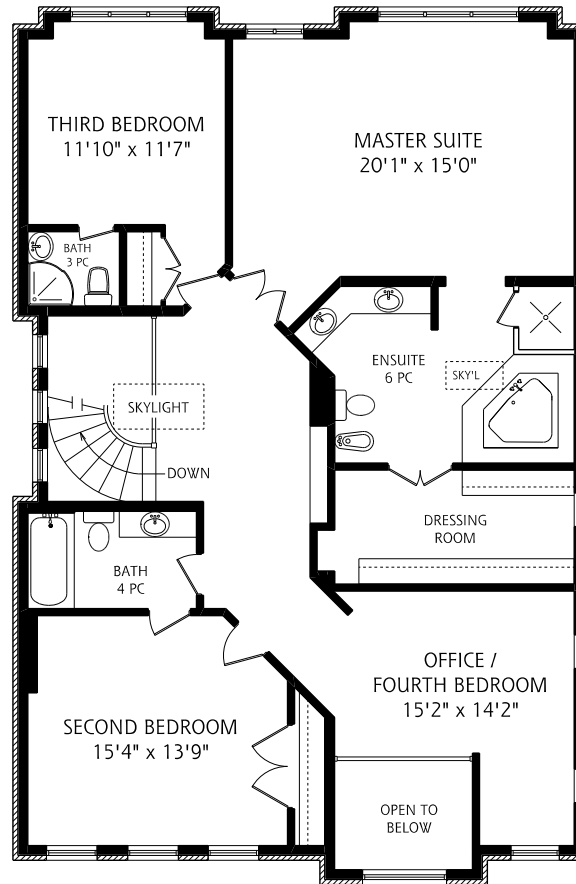 THIRD BEDROOM
11'10" x 11'7"
MASTER SUITE
20'1" x 15'0"
BATH
3 PC
ENSUITE
6 PC
SKY'L
SKYLIGHT
DOWN
DRESSING
ROOM
BATH
4 PC
OFFICE /
FOURTH BEDROOM
15'2" x 14'2"
SECOND BEDROOM
15'4" x 13'9"
OPEN TO
BELOW